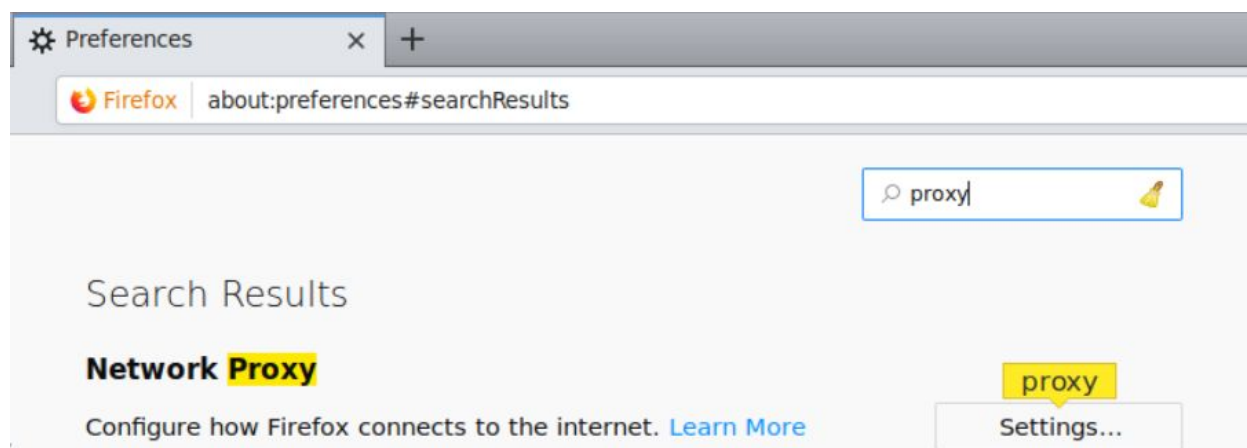 Preferences
Firefox about:preferences#searchResults
proxy
Search Results
Network Proxy
proxy
Configure how Firefox connects to the internet. Learn More
Settings...